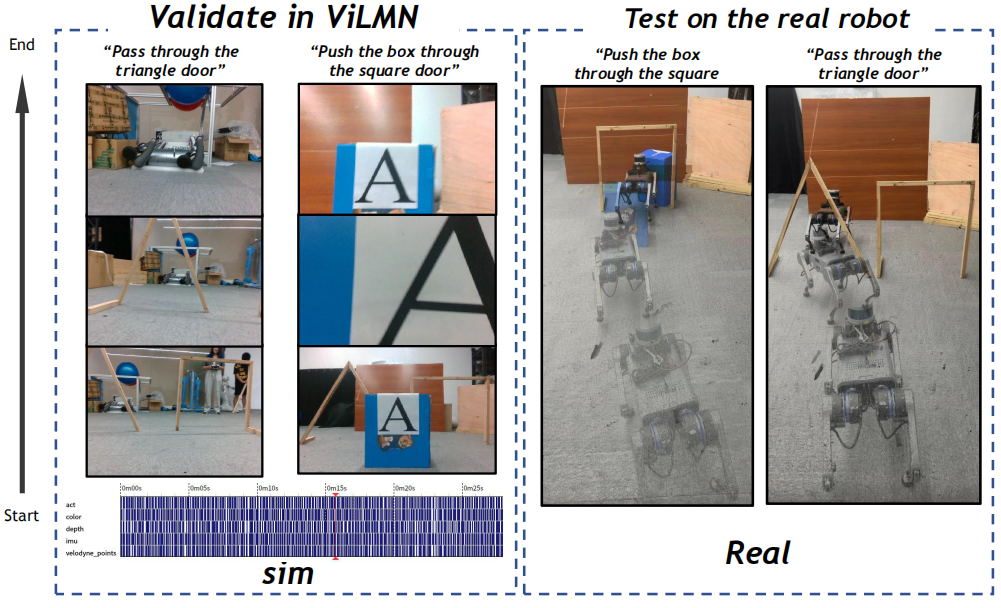 Validate in ViLMN
Test on the real robot
End
“Pass through the
triangle door”
“Push the box through
the square door”
“Push the box
through the square
“Pass through the
triangle door”
A
A
A
Start
0m00s 0m05s 0m10s 0m15s 0m20s 0m25s
act
color
depth
imu
velodyne_points
sim
Real